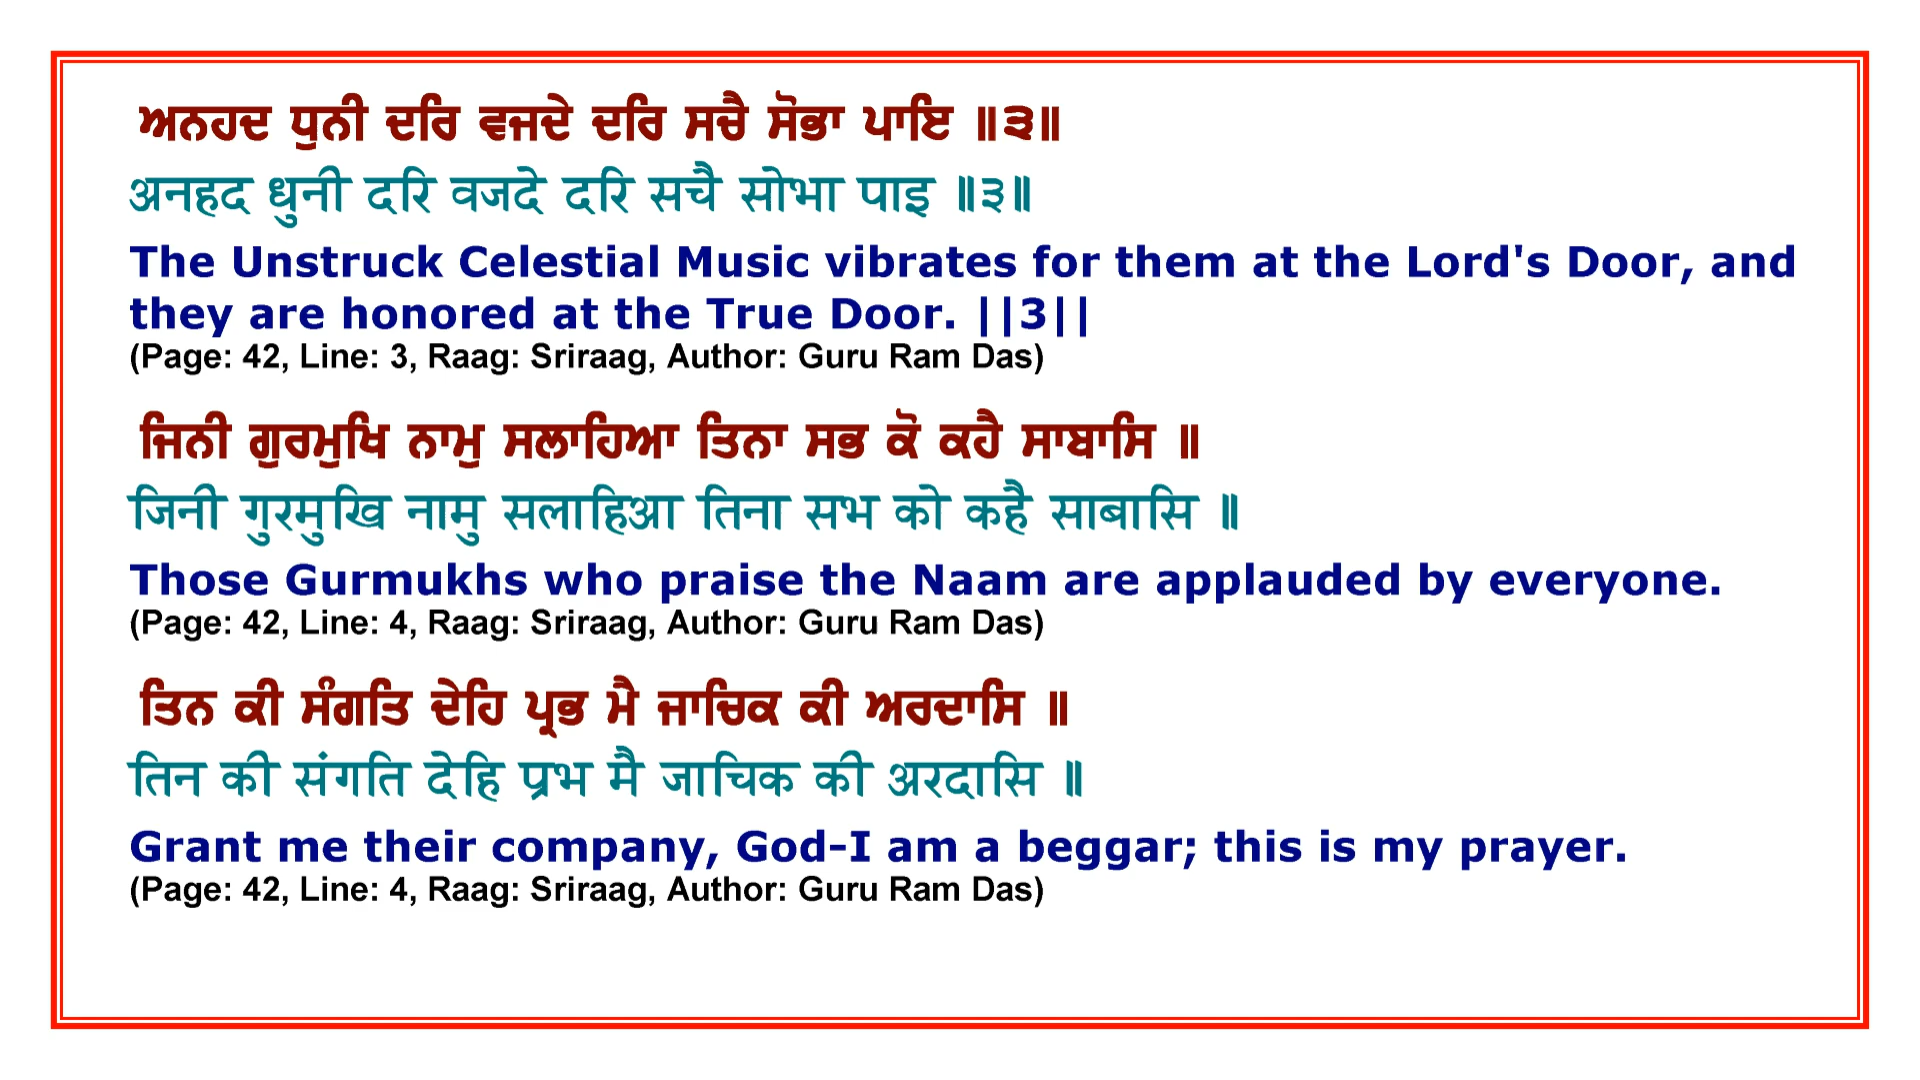 ਅਨਹਦ ਧੁਨੀ ਦਰਿ ਵਜਦੇ ਦਰਿ ਸਚੈ ਸੋਭਾ ਪਾਇ ॥੩॥
अनहद धुनी दरि वजदे दरि सचै सोभा पाइ ॥३॥
The Unstruck Celestial Music vibrates for them at the Lord's Door, and
they are honored at the True Door. ||3||
(Page: 42, Line: 3, Raag: Sriraag, Author: Guru Ram Das)
ਜਿਨੀ ਗੁਰਮੁਖਿ ਨਾਮੁ ਸਲਾਹਿਆ ਤਿਨਾ ਸਭ ਕੋ ਕਹੈ ਸਾਬਾਸਿ ॥
जिनी गुरमुखि नामु सलाहिआ तिना सभ को कहै साबासि ॥
Those Gurmukhs who praise the Naam are applauded by everyone.
(Page: 42, Line: 4, Raag: Sriraag, Author: Guru Ram Das)
ਤਿਨ ਕੀ ਸੰਗਤਿ ਦੇਹਿ ਪ੍ਰਭ ਮੈ ਜਾਚਿਕ ਕੀ ਅਰਦਾਸਿ ॥
तिन की संगति देहि प्रभ मै जाचिक की अरदासि ॥
Grant me their company, God-I am a beggar; this is my prayer.
(Page: 42, Line: 4, Raag: Sriraag, Author: Guru Ram Das)